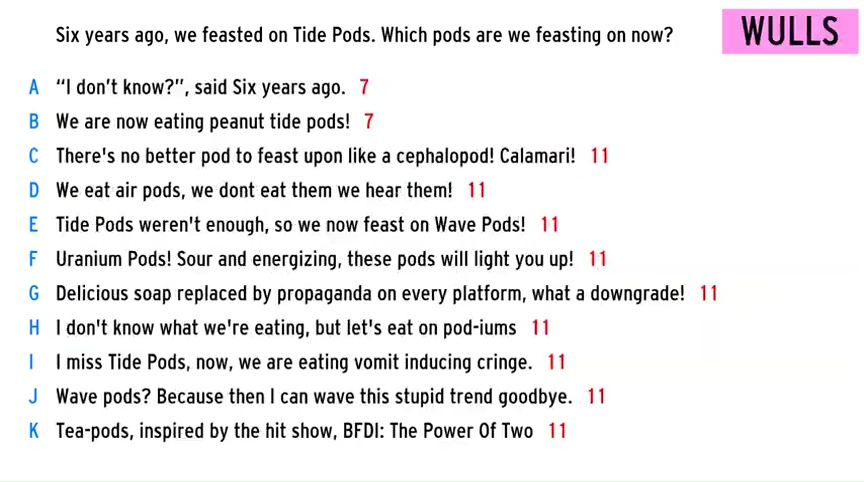 Six years ago, we feasted on Tide Pods. Which pods are we feasting on now?
WULLS
A “I don’t know?”, said Six years ago. 7
B We are now eating peanut tide pods! 7
C There's no better pod to feast upon like a cephalopod! Calamari! 11
D We eat air pods, we dont eat them we hear them! 11
E Tide Pods weren't enough, so we now feast on Wave Pods! 11
F Uranium Pods! Sour and energizing, these pods will light you up! 11
G Delicious soap replaced by propaganda on every platform, what a downgrade! 11
H I don't know what we're eating, but let's eat on pod-iums 11
I I miss Tide Pods, now, we are eating vomit inducing cringe. 11
J Wave pods? Because then I can wave this stupid trend goodbye. 11
K Tea-pods, inspired by the hit show, BFDI: The Power Of Two 11